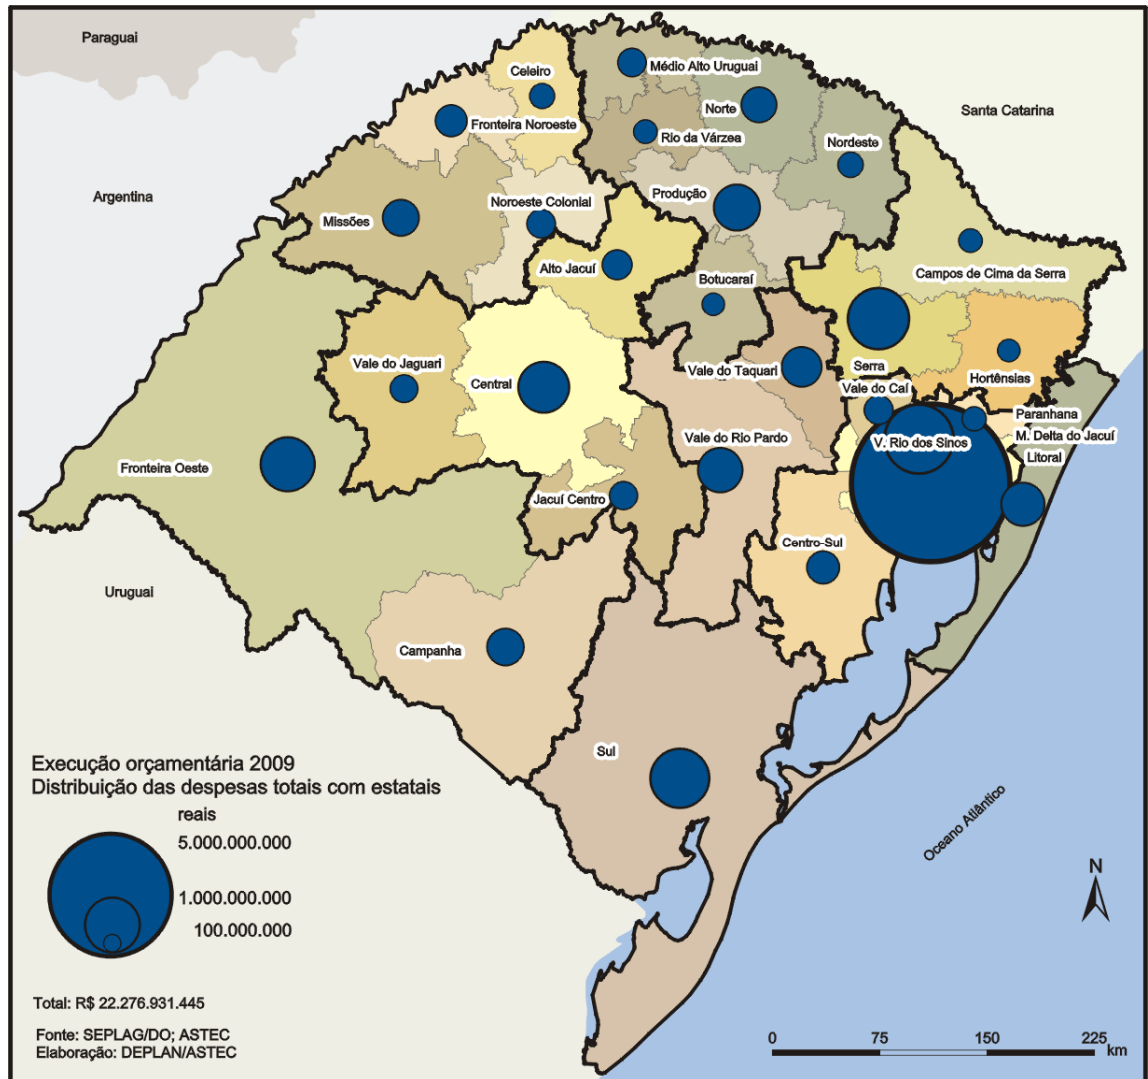 Paraguai
Celeiro
Médio Alto Uruguai
Santa Catarina
Norte
Fronteira Noroeste
Rio da Várzea
Nordeste
Argentina
Produção
Noroeste Colonial
Missões
Alto Jacuí
Botucaraí
Campos de Cima da Serra
Vale do Jaguari
Central
Vale do Taquari
Serra
Hortênsias
Vale do Caí
Paranhana
M. Delta do Jacuí
V. Rio dos Sinos
Vale do Rio Pardo
Litoral
Fronteira Oeste
Jacuí Centro
Centro-Sul
Uruguai
Campanha
Sul
Oceano Atlântico
Execução orçamentária 2009
Distribuição das despesas totais com estatais
reais
5.000.000.000
1.000.000.000
100.000.000
N
Total: R$ 22.276.931.445
Fonte: SEPLAG/DO; ASTEC
Elaboração: DEPLAN/ASTEC
0 75 150 225
km